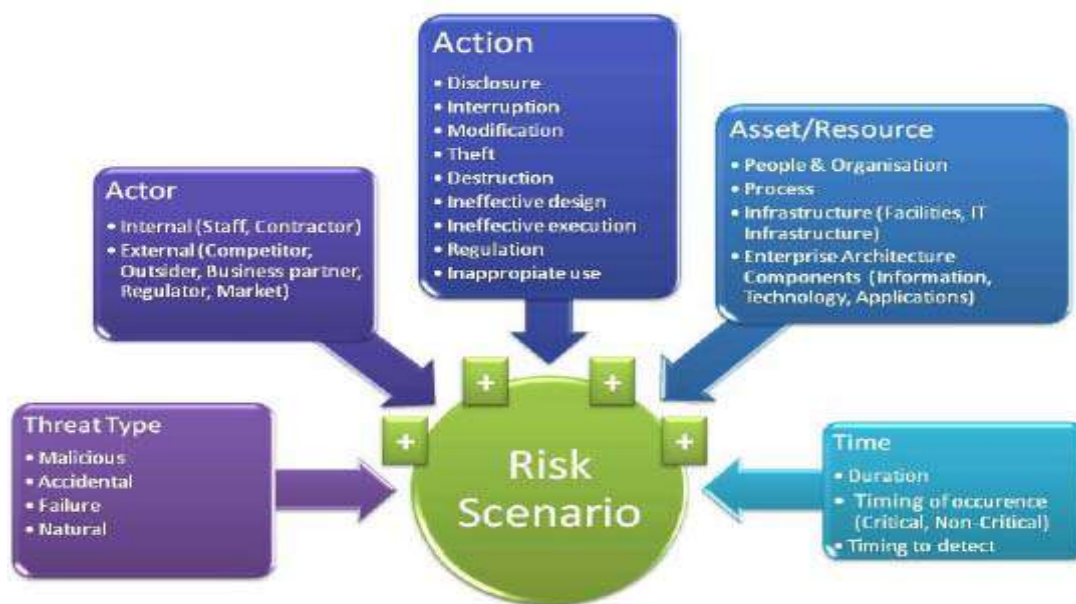 Action
• Disclosure
• Interruption
• Modification
• Theft
• Destruction
• Ineffective design
• Ineffective execution
• Regulation
• Inappropiate use
Asset/Resource
• People & Organisation
• Process
• Infrastructure (Facilities, IT
Infrastructure)
• Enterprise Architecture
Components (Information,
Technology, Applications)
Actor
• Internal (Staff, Contractor)
• External (Competitor,
Outsider, Business partner,
Regulator, Market)
Threat Type
• Malicious
• Accidental
• Failure
• Natural
+
+
+
+
Risk
Scenario
Time
• Duration
• Timing of occurence
(Critical, Non-Critical)
• Timing to detect